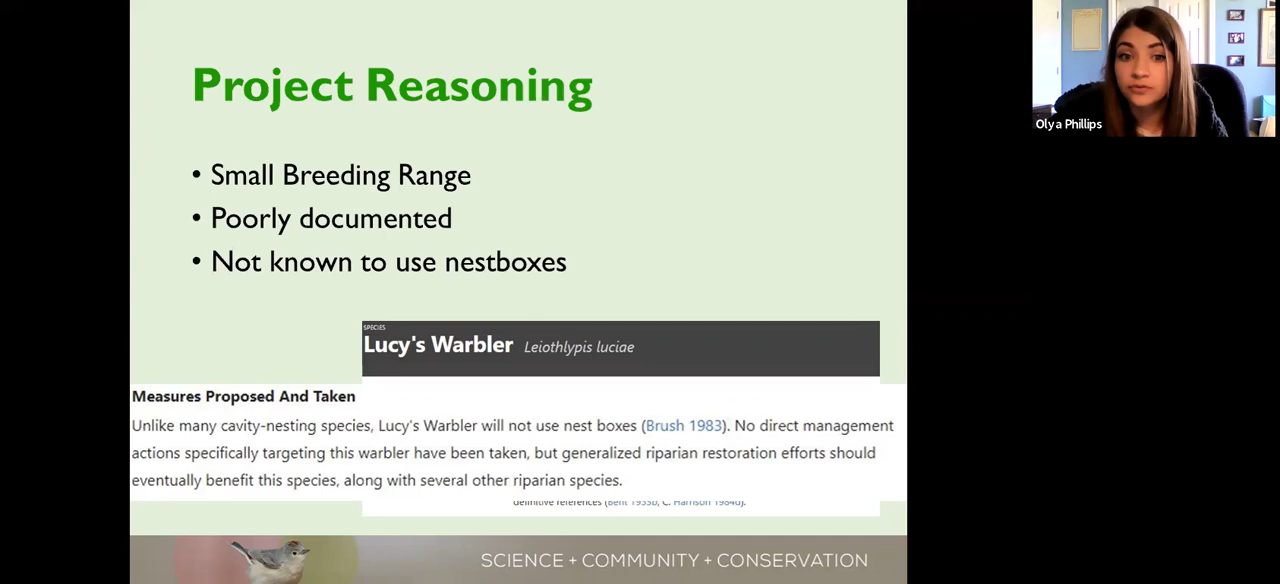 Project Reasoning
• Small Breeding Range
• Poorly documented
• Not known to use nestboxes
SPECIES
Lucy's Warbler Leiothlypis luciae
Measures Proposed And Taken
Unlike many cavity-nesting species, Lucy's Warbler will not use nest boxes (Brush 1983). No direct management
actions specifically targeting this warbler have been taken, but generalized riparian restoration efforts should
eventually benefit this species, along with several other riparian species.
definitive references (Bent 1953b, C. Harrison 1984d).
SCIENCE + COMMUNITY + CONSERVATION
Olya Phillips